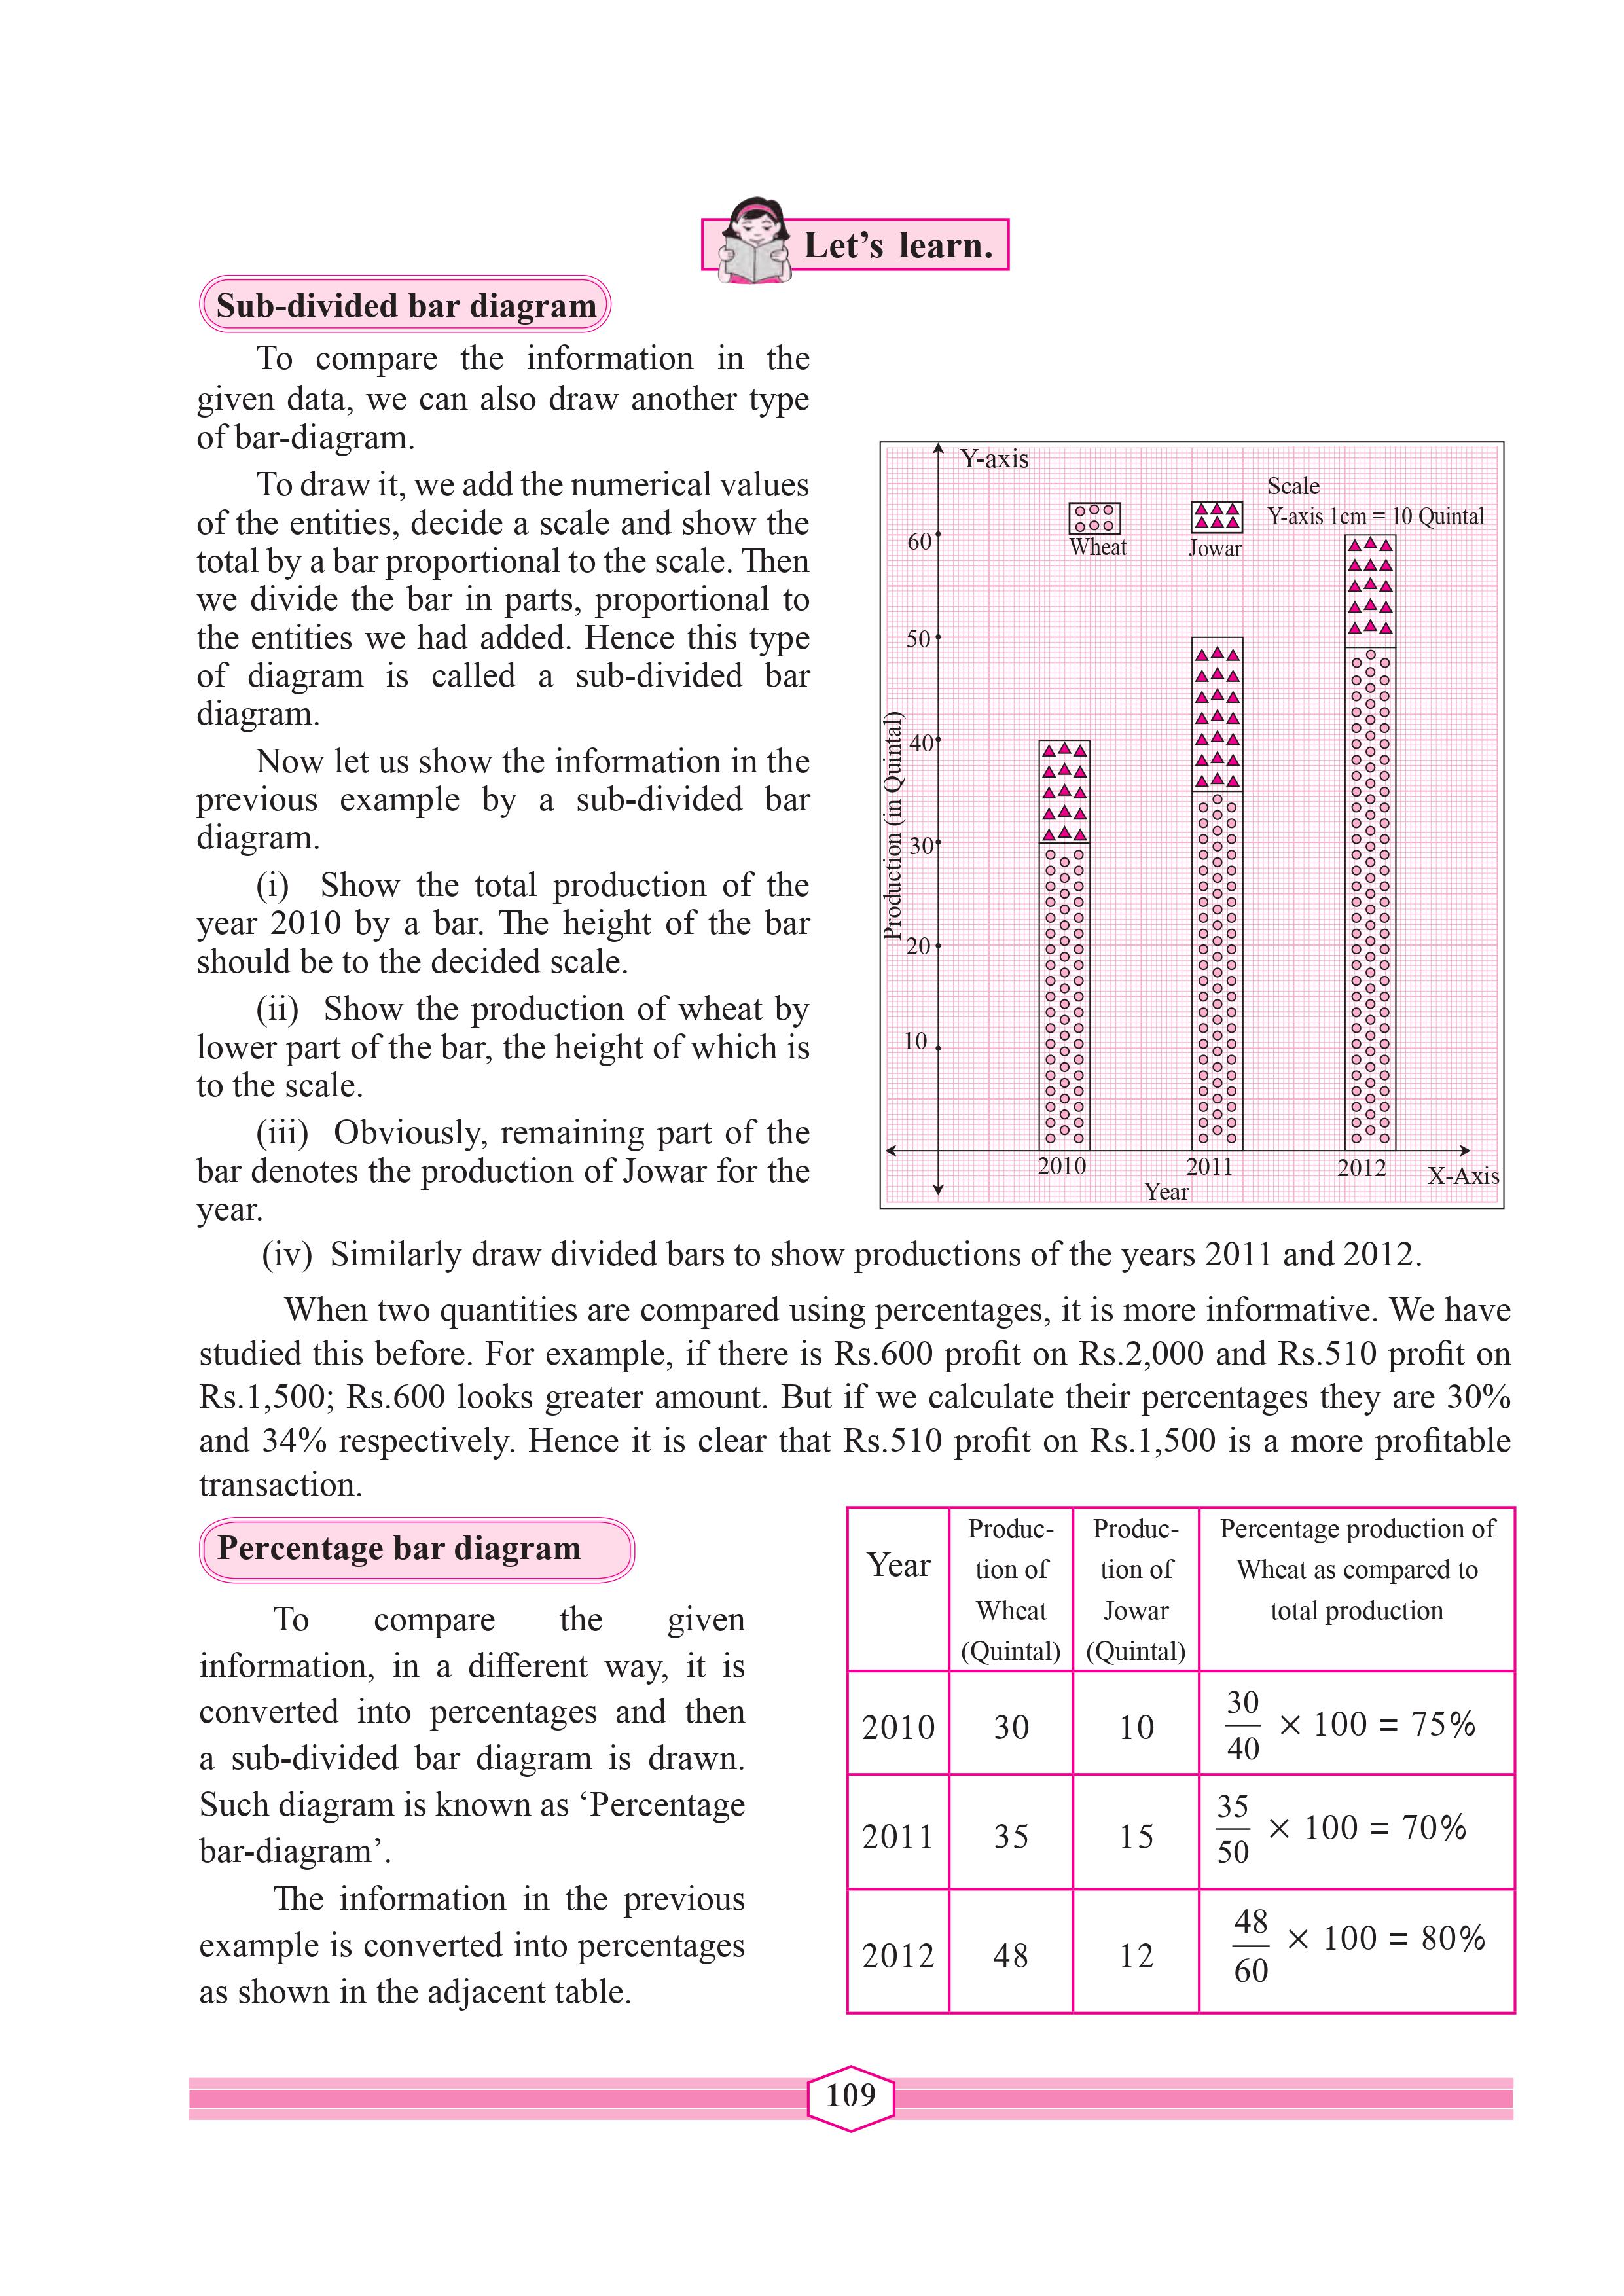 Let's learn.
Sub-divided bar diagram
To compare the information in the
given data, we can also draw another type
of bar-diagram.
To draw it, we add the numerical values
of the entities, decide a scale and show the
total by a bar proportional to the scale. Then
we divide the bar in parts, proportional to
the entities we had added. Hence this type
of diagram is called a sub-divided bar
diagram.
Now let us show the information in the
previous example by a sub-divided bar
diagram.
(i) Show the total production of the
year 2010 by a bar. The height of the bar
should be to the decided scale.
(ii) Show the production of wheat by
lower part of the bar, the height of which is
to the scale.
(iii) Obviously, remaining part of the
bar denotes the production of Jowar for the
year.
Y-axis
Scale
Y-axis 1cm = 10 Quintal
Wheat
Jowar
60
50
40
30
20
10
Production (in Quintal)
2010
2011
2012
X-Axis
Year
(iv) Similarly draw divided bars to show productions of the years 2011 and 2012.
When two quantities are compared using percentages, it is more informative. We have
studied this before. For example, if there is Rs.600 profit on Rs.2,000 and Rs.510 profit on
Rs.1,500; Rs.600 looks greater amount. But if we calculate their percentages they are 30%
and 34% respectively. Hence it is clear that Rs.510 profit on Rs.1,500 is a more profitable
transaction.
Percentage bar diagram
To compare the given
information, in a different way, it is
converted into percentages and then
a sub-divided bar diagram is drawn.
Such diagram is known as ‘Percentage
bar-diagram’.
The information in the previous
example is converted into percentages
as shown in the adjacent table.
Year
Produc-
tion of
Wheat
(Quintal)
Produc-
tion of
Jowar
(Quintal)
Percentage production of
Wheat as compared to
total production
2010 30 10 30/40 × 100 = 75%
2011 35 15 35/50 × 100 = 70%
2012 48 12 48/60 × 100 = 80%
109